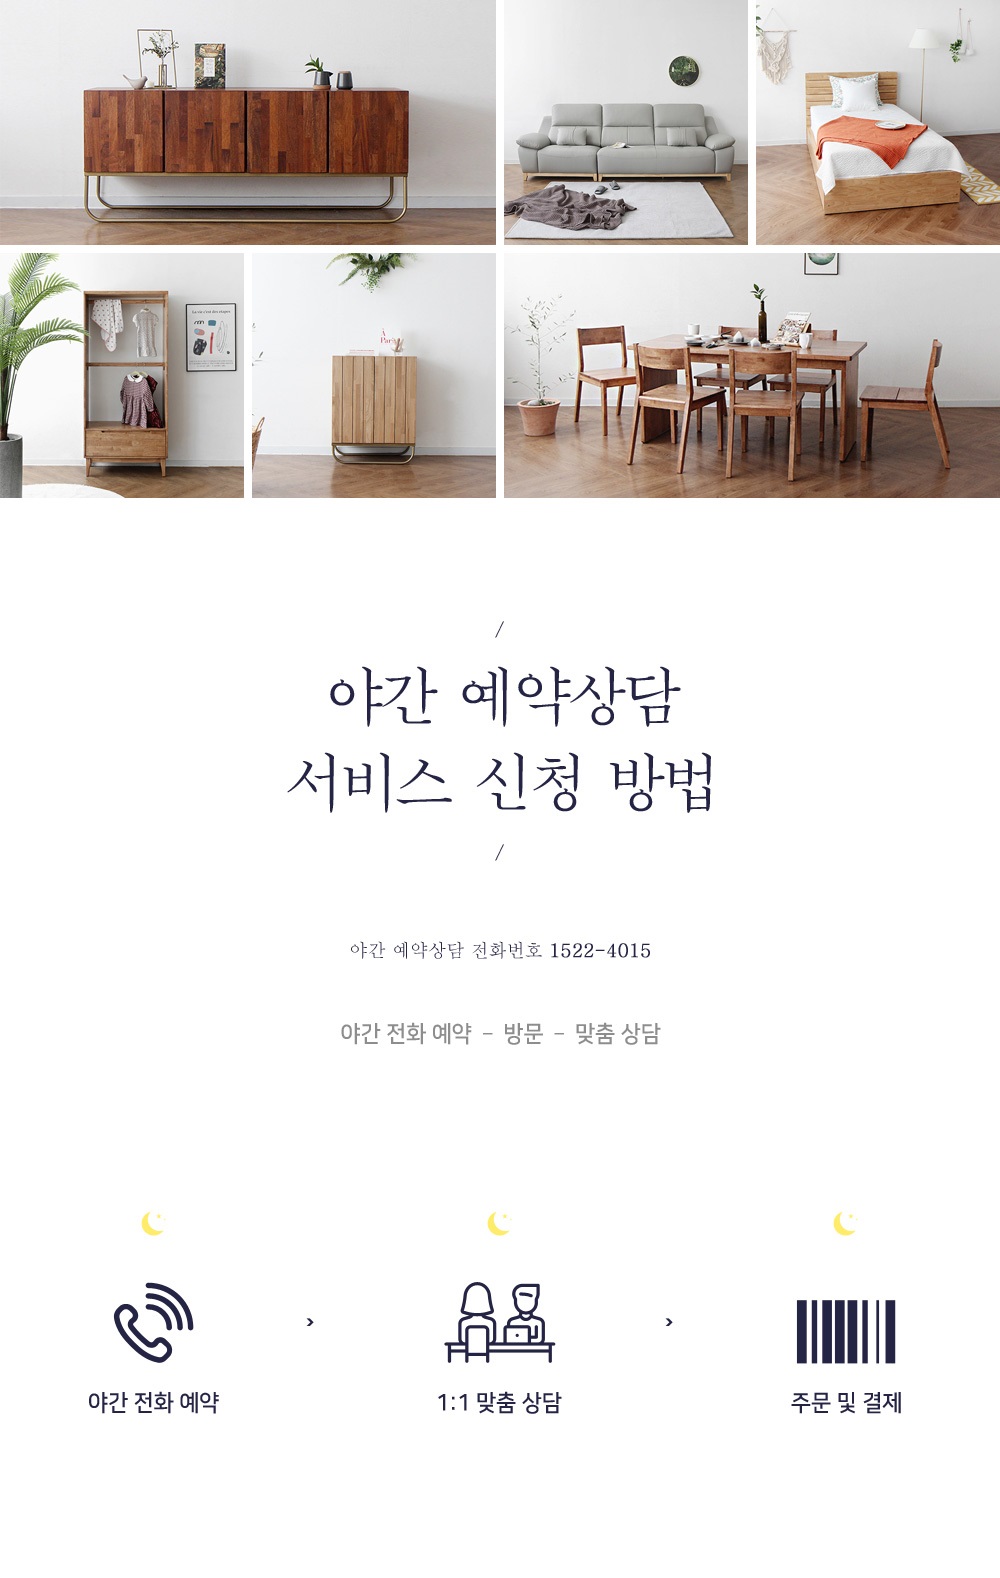 À
Paris
/
야간 예약상담
서비스 신청 방법
/
야간 예약상담 전화번호 1522-4015
야간 전화 예약 - 방문 - 맞춤 상담
야간 전화 예약
1:1 맞춤 상담
주문 및 결제